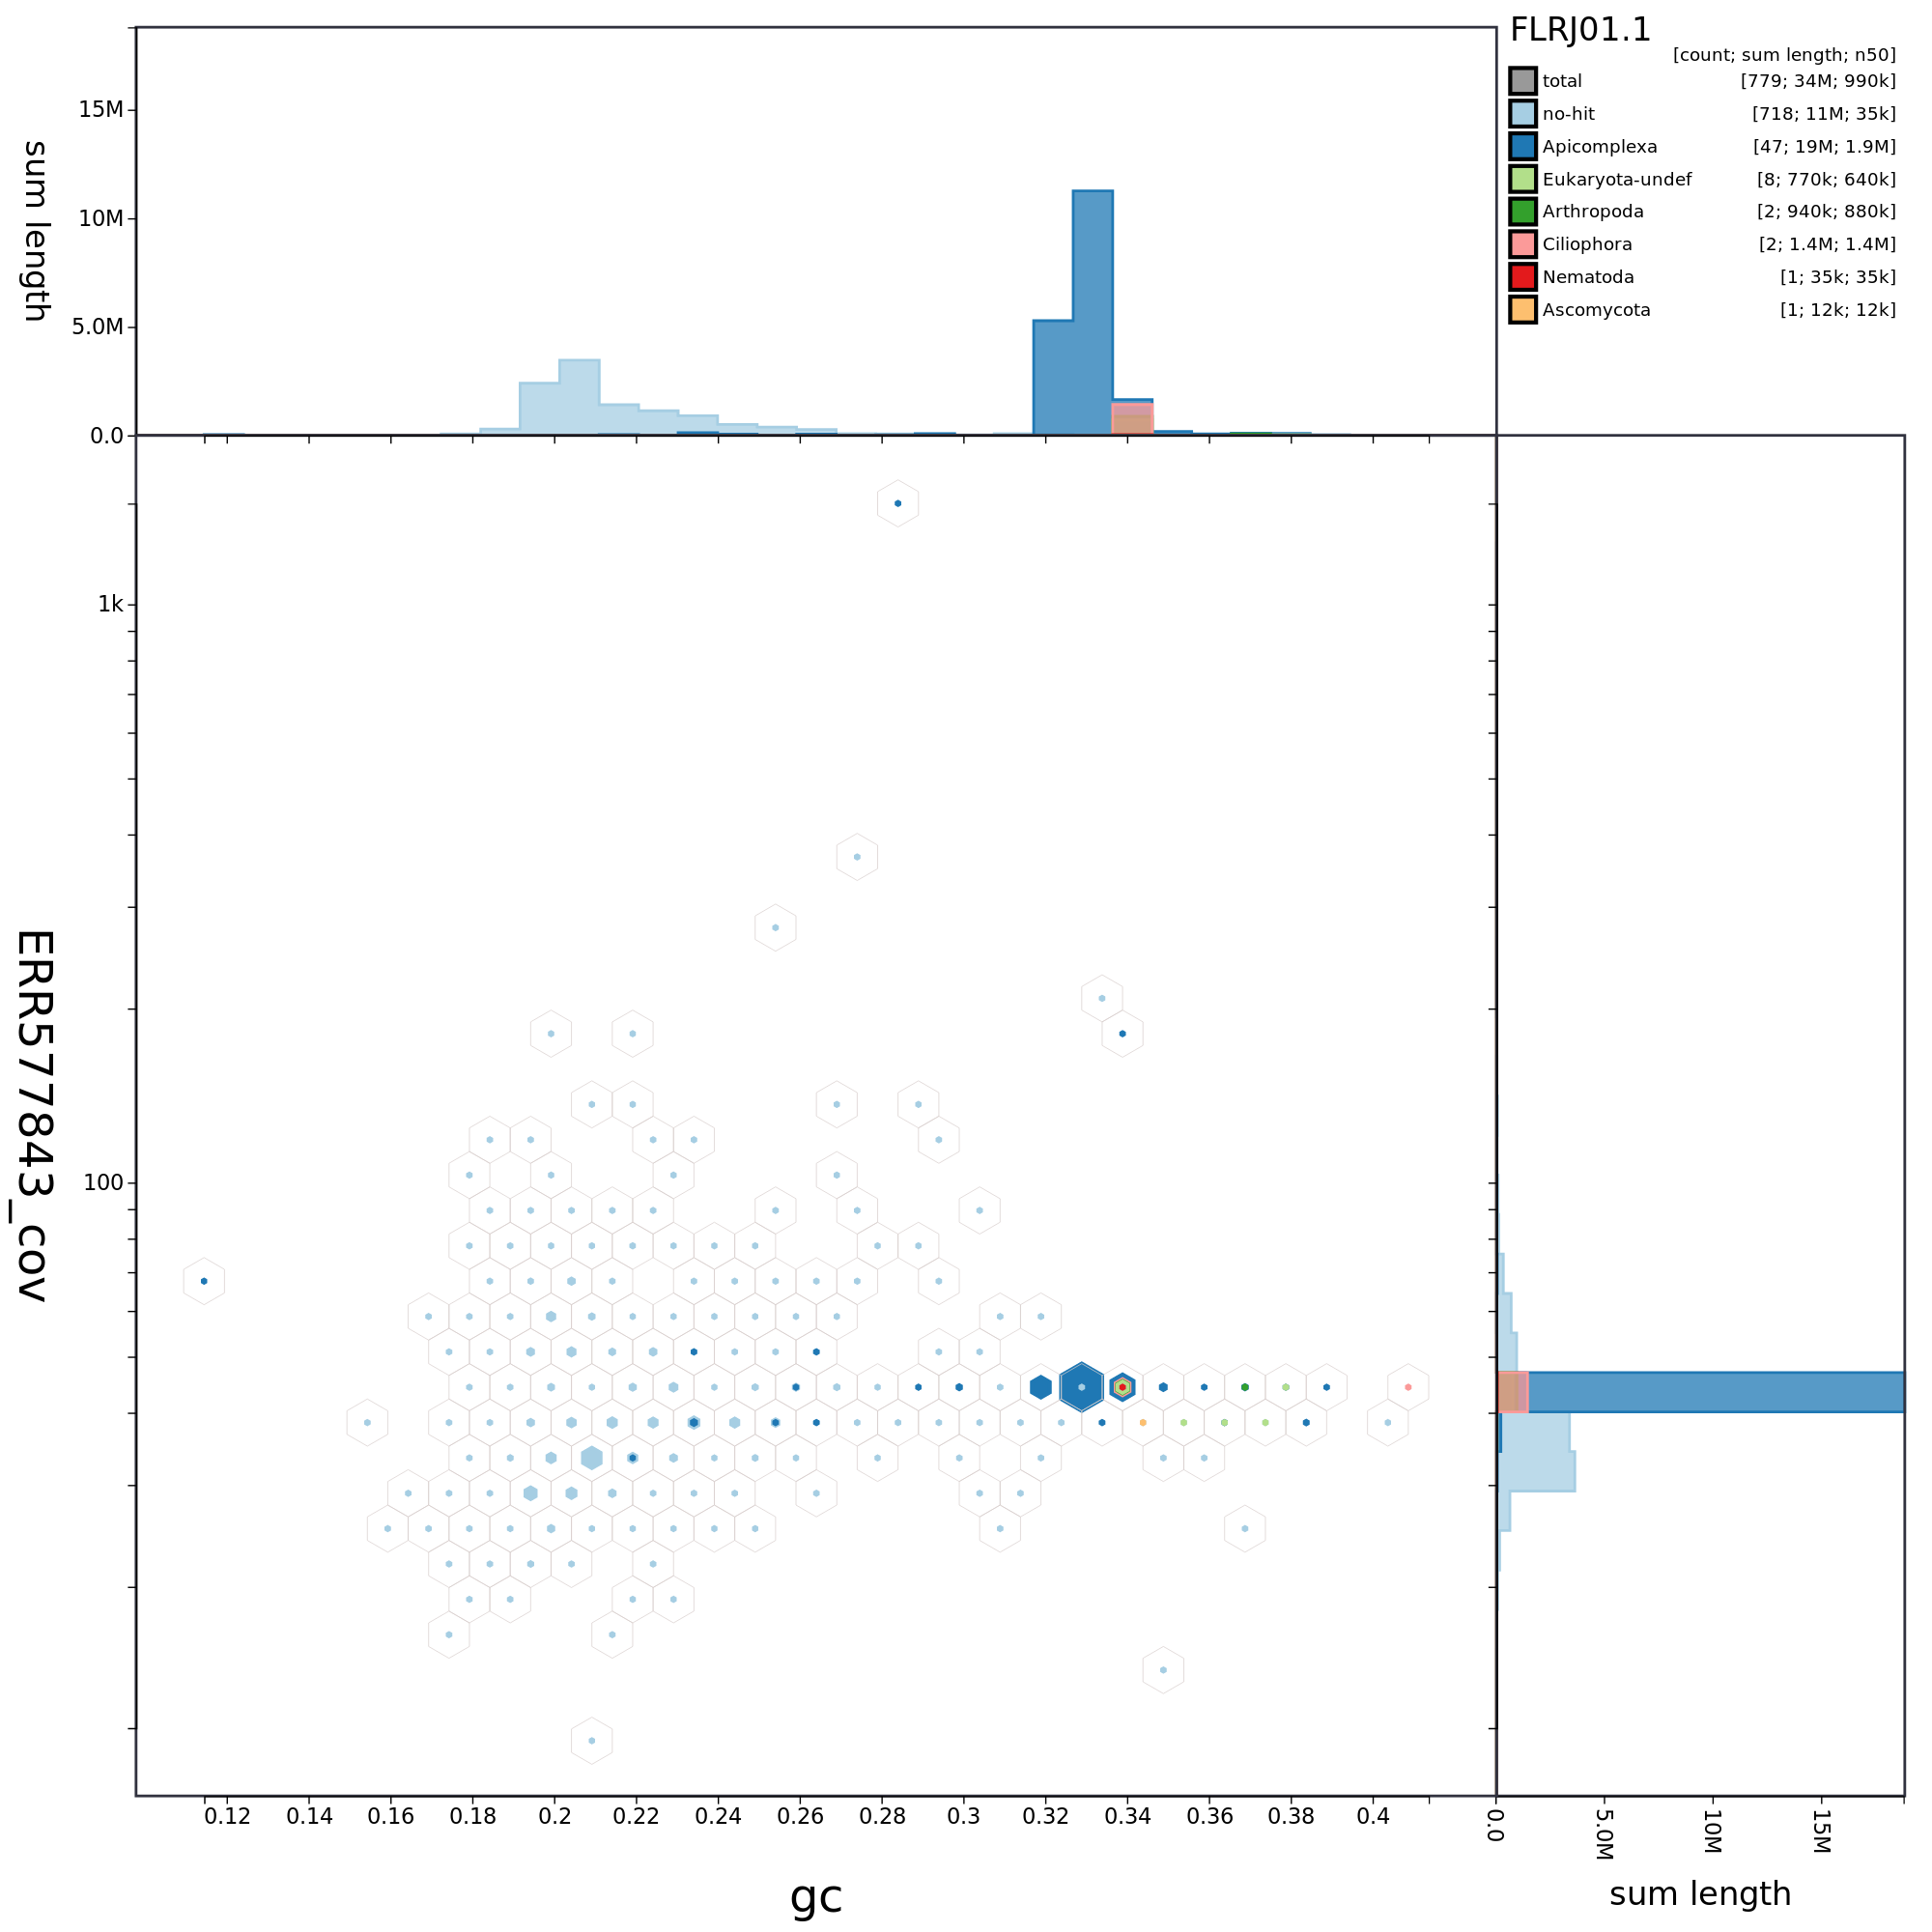 FLRJ01.1
[count; sum length; n50]
total [779; 34M; 990k]
no-hit [718; 11M; 35k]
Apicomplexa [47; 19M; 1.9M]
Eukaryota-undef [8; 770k; 640k]
Arthropoda [2; 940k; 880k]
Ciliophora [2; 1.4M; 1.4M]
Nematoda [1; 35k; 35k]
Ascomycota [1; 12k; 12k]
sum length
15M
10M
5.0M
0.0
ERR577843_cov
1k
100
0.12 0.14 0.16 0.18 0.2 0.22 0.24 0.26 0.28 0.3 0.32 0.34 0.36 0.38 0.4
gc
0.0 5.0M 10M 15M
sum length